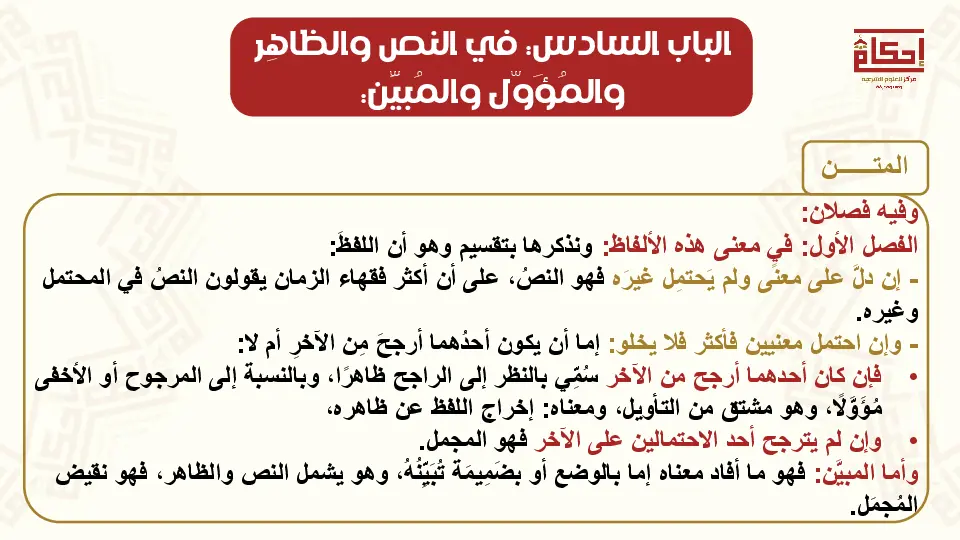 الباب السادس: في النص والظاهِر
والمُؤَوّل والمُبيّن:
إحكام
مركز للعلوم الشرعية
المتـــــــن
وفيه فصلان:
الفصل الأول: في معنى هذه الألفاظ: ونذكرها بتقسيم وهو أن اللفظَ:
- إن دلَّ على معنًى ولم يَحتمِل غيرَه فهو النصُ، على أن أكثر فقهاء الزمان يقولون النصُ في المحتمل
وغيره.
- وإن احتمل معنيين فأكثر فلا يخلو: إما أن يكون أحدُهما أرجحَ مِن الآخرِ أم لا:
• فإن كان أحدهما أرجح من الآخر سُمِّي بالنظر إلى الراجح ظاهرًا، وبالنسبة إلى المرجوح أو الأخفى
مُؤَوَّلًا، وهو مشتق من التأويل، ومعناه: إخراج اللفظ عن ظاهره،
• وإن لم يترجح أحد الاحتمالين على الآخر فهو المجمل.
وأما المبيَّن: فهو ما أفاد معناه إما بالوضع أو بضَمِيمَة تُبَيِّنُهُ، وهو يشمل النص والظاهر، فهو نقيض
المُجمَل.